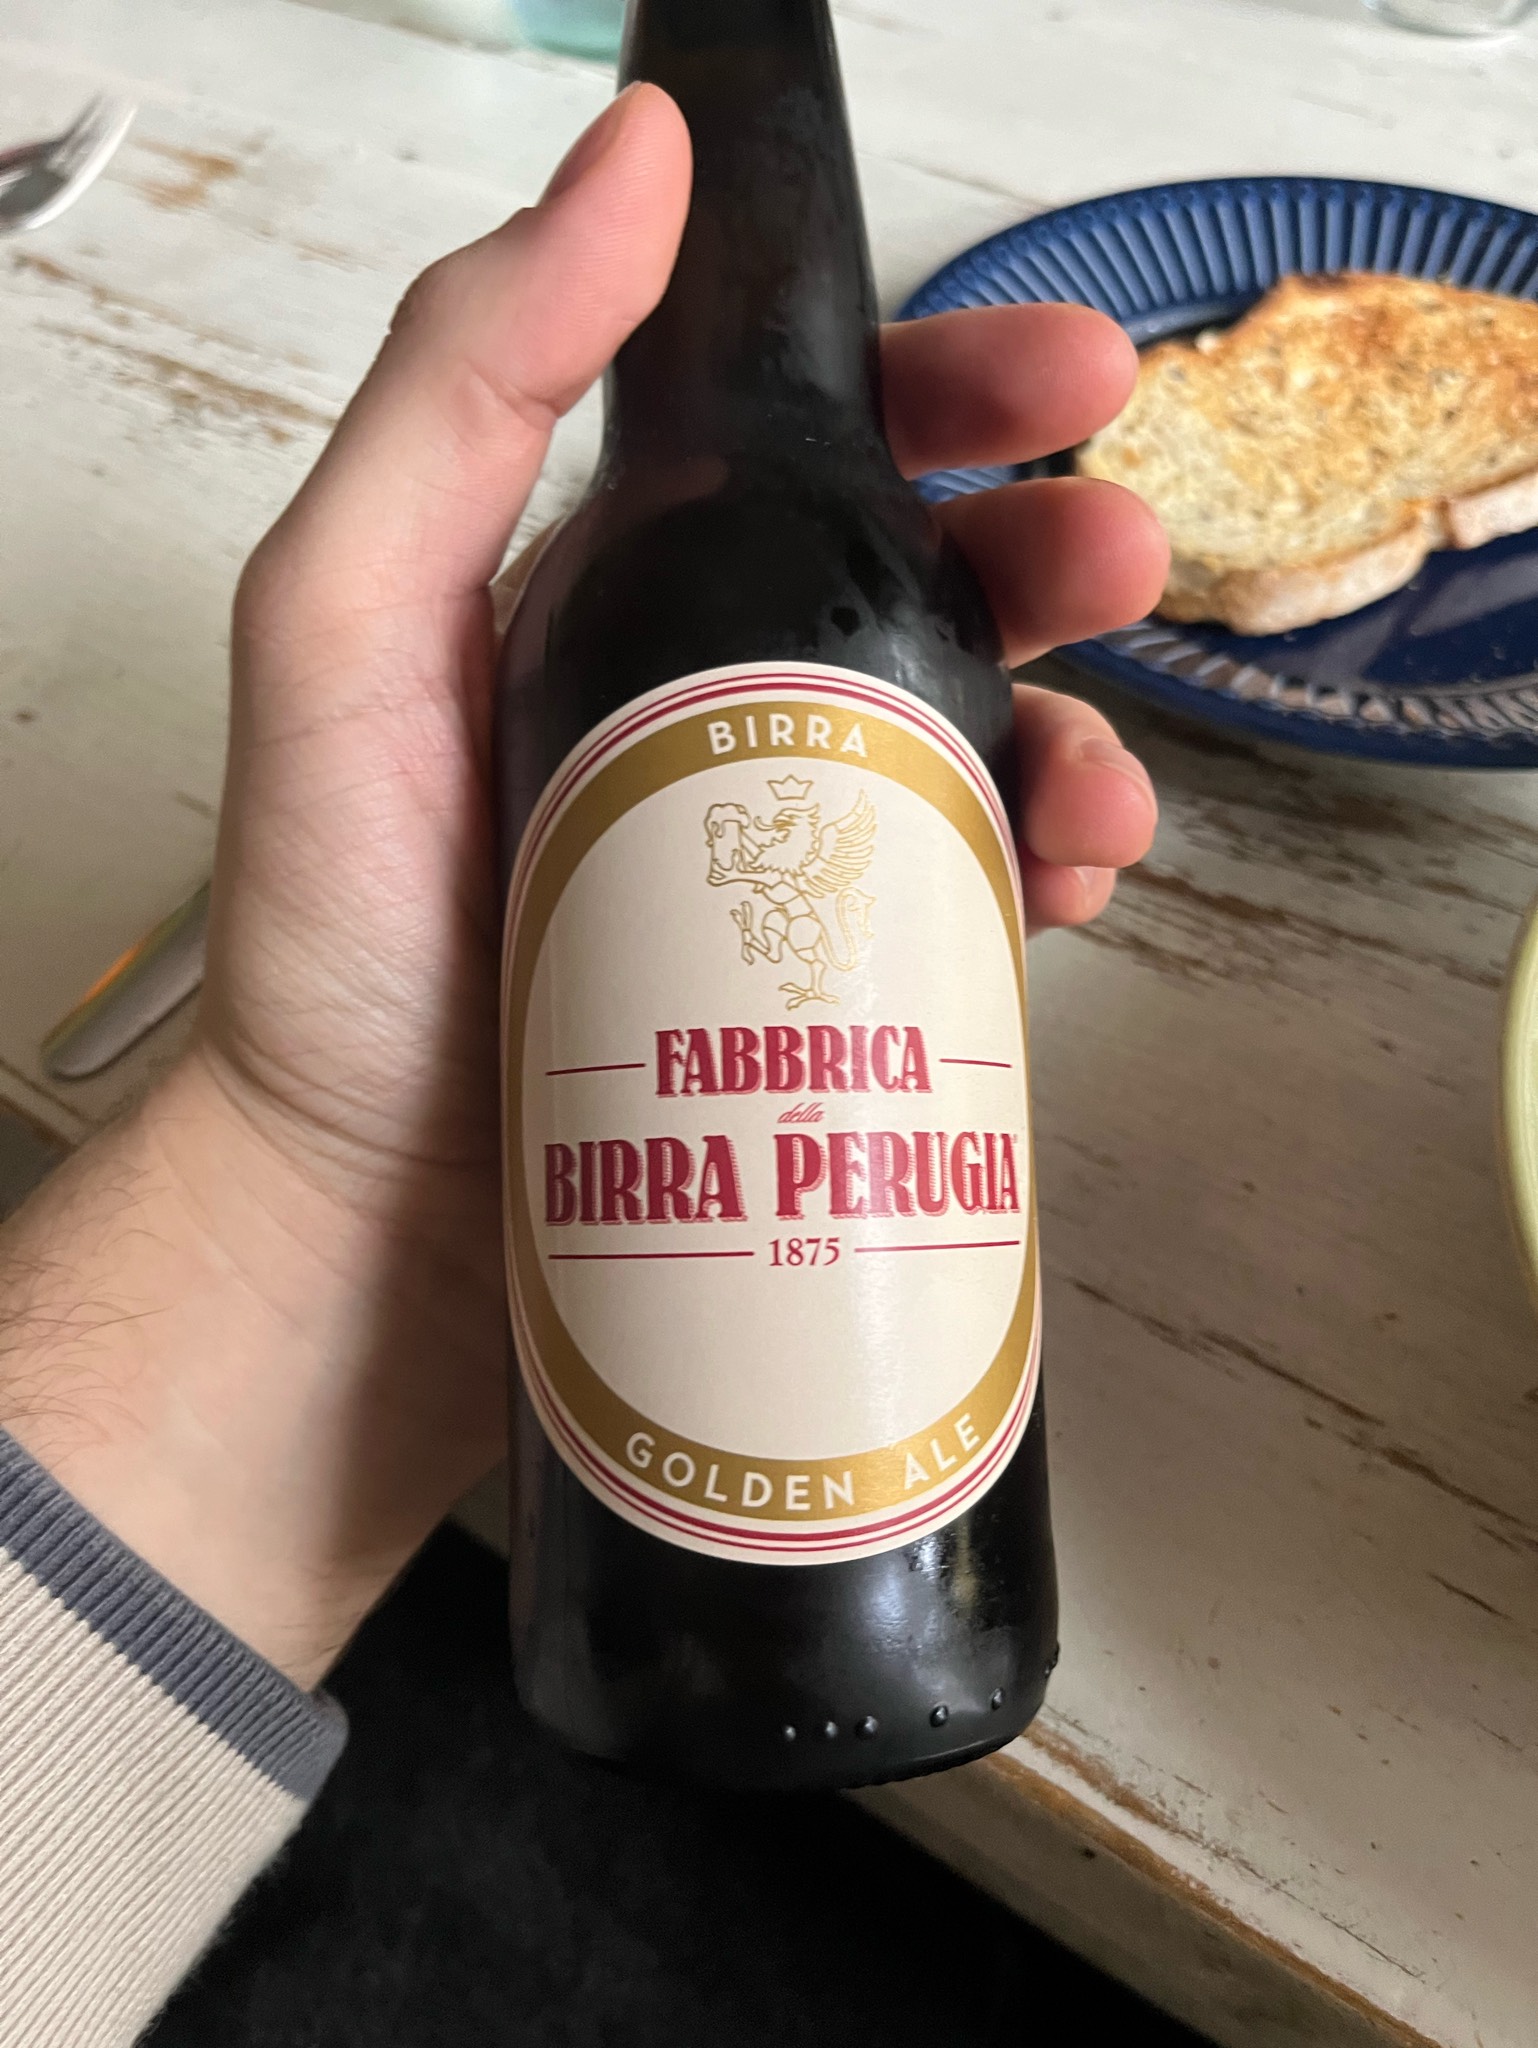 BIRRA
FABBRICA
della
BIRRA PERUGIA
1875
GOLDEN ALE